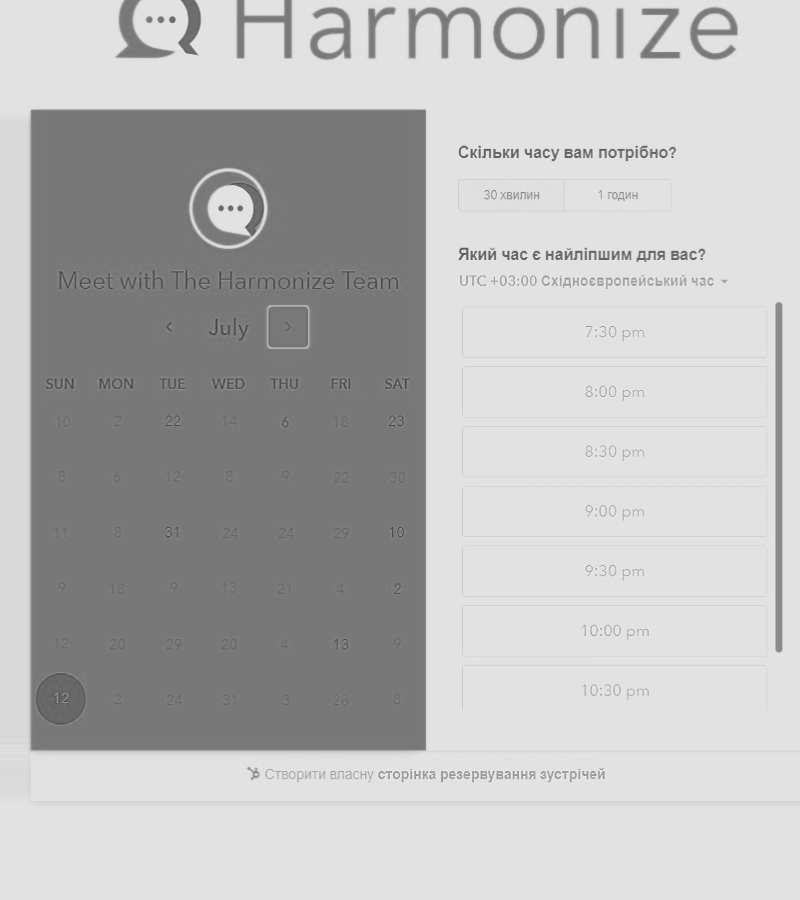 Harmonize
Meet with The Harmonize Team
July
SUN MON TUE WED THU FRI SAT
10 2 22 14 6 18 23
8 6 12 8 9 22 30
11 8 31 24 24 29 10
9 18 9 13 21 4 2
12 20 29 20 4 13 9
12 2 24 31 3 28 8
Скільки часу вам потрібно?
30 хвилин 1 годин
Який час є найліпшим для вас?
UTC +03:00 Східноєвропейський час
7:30 pm
8:00 pm
8:30 pm
9:00 pm
9:30 pm
10:00 pm
10:30 pm
Створити власну сторінка резервування зустрічей